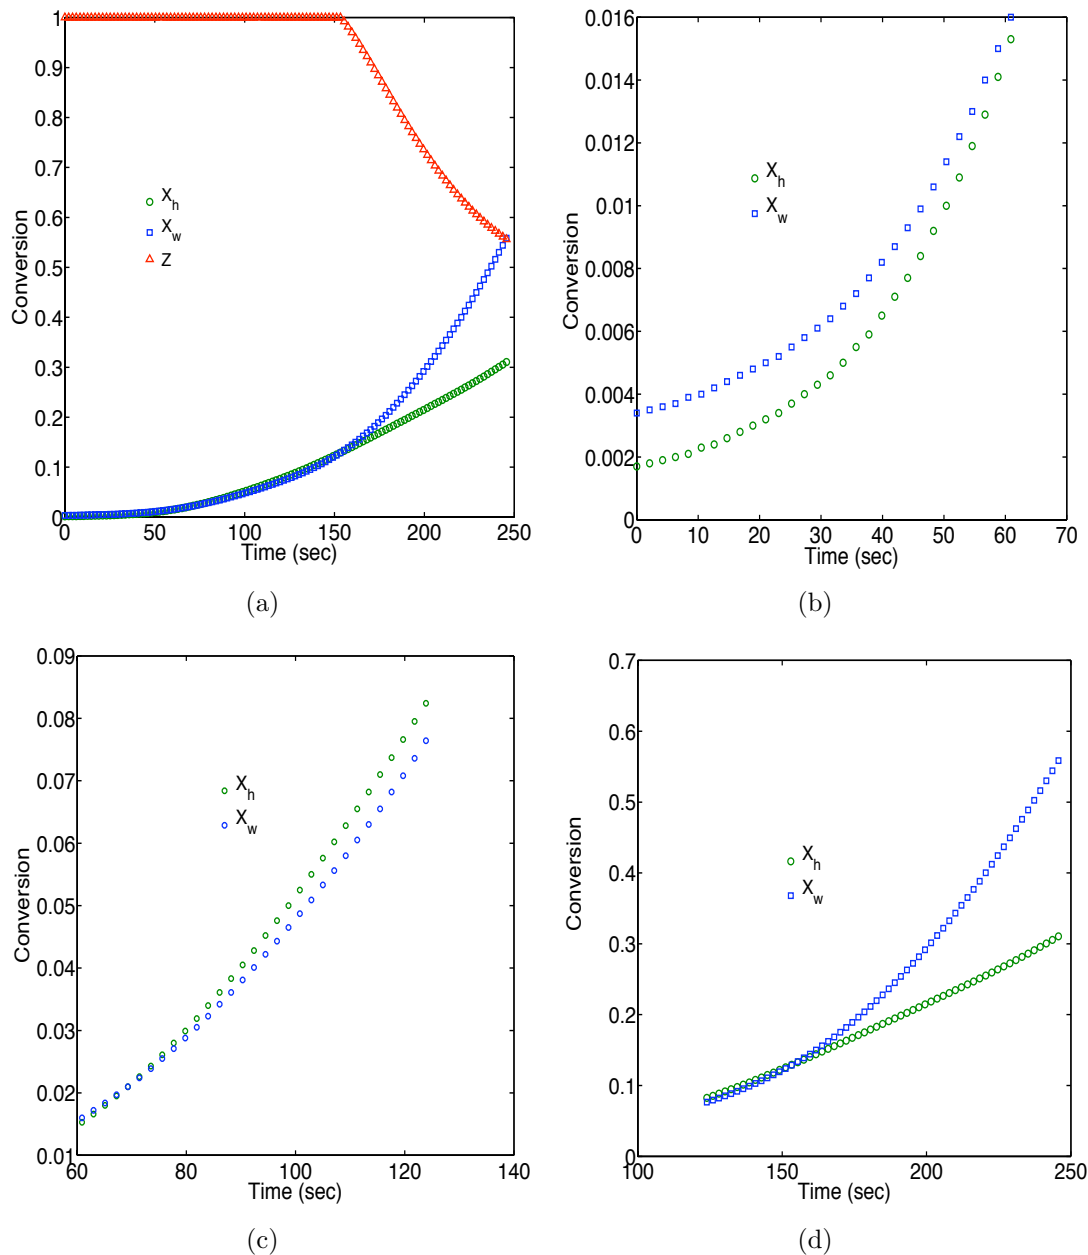 1
0.9
0.8
0.7
0.6
0.5
0.4
0.3
0.2
0.1
0
Conversion
X_h
X_w
Z
0 50 100 150 200 250
Time (sec)
(a)
0.016
0.014
0.012
0.01
0.008
0.006
0.004
0.002
0
Conversion
X_h
X_w
0 10 20 30 40 50 60 70
Time (sec)
(b)
0.09
0.08
0.07
0.06
0.05
0.04
0.03
0.02
0.01
Conversion
X_h
X_w
60 80 100 120 140
Time (sec)
(c)
0.7
0.6
0.5
0.4
0.3
0.2
0.1
0
Conversion
X_h
X_w
100 150 200 250
Time (sec)
(d)